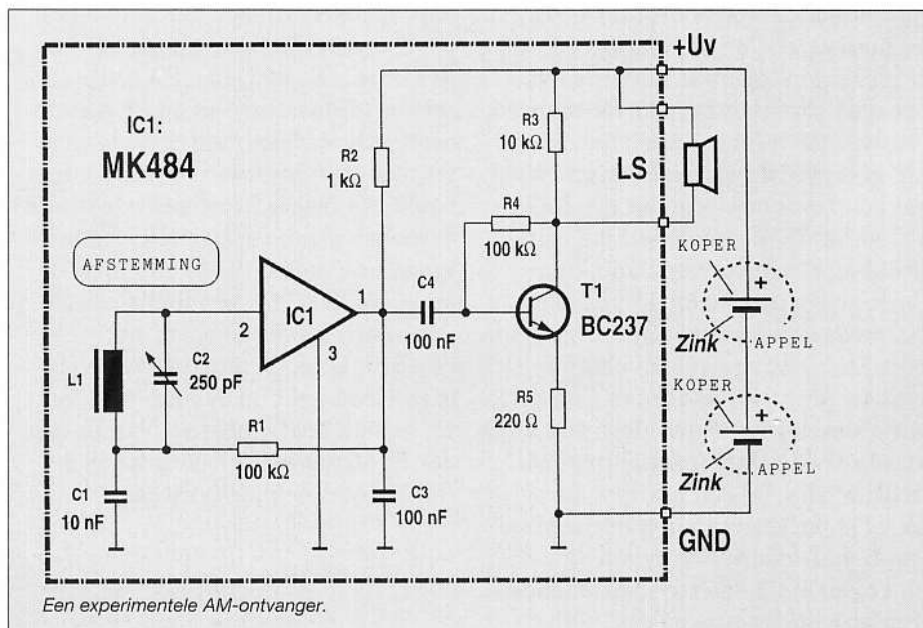 +Uv
IC1:
MK484
R2
1 kΩ
R3
10 kΩ
LS
R4
100 kΩ
KOPER
AFSTEMMING
C4
100 nF
T1
BC237
+
Zink
APPEL
IC1
1
2
3
L1
C2
250 pF
KOPER
R1
100 kΩ
R5
220 Ω
+
Zink
APPEL
C1
10 nF
C3
100 nF
GND
Een experimentele AM-ontvanger.